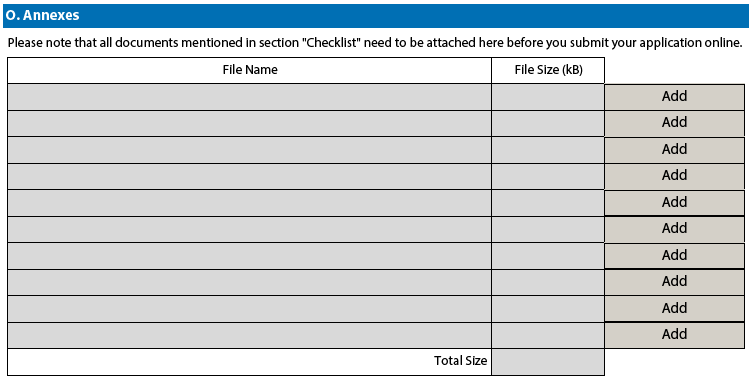 O. Annexes
Please note that all documents mentioned in section "Checklist" need to be attached here before you submit your application online.
File Name File Size (kB)
Add
Add
Add
Add
Add
Add
Add
Add
Add
Add
Total Size